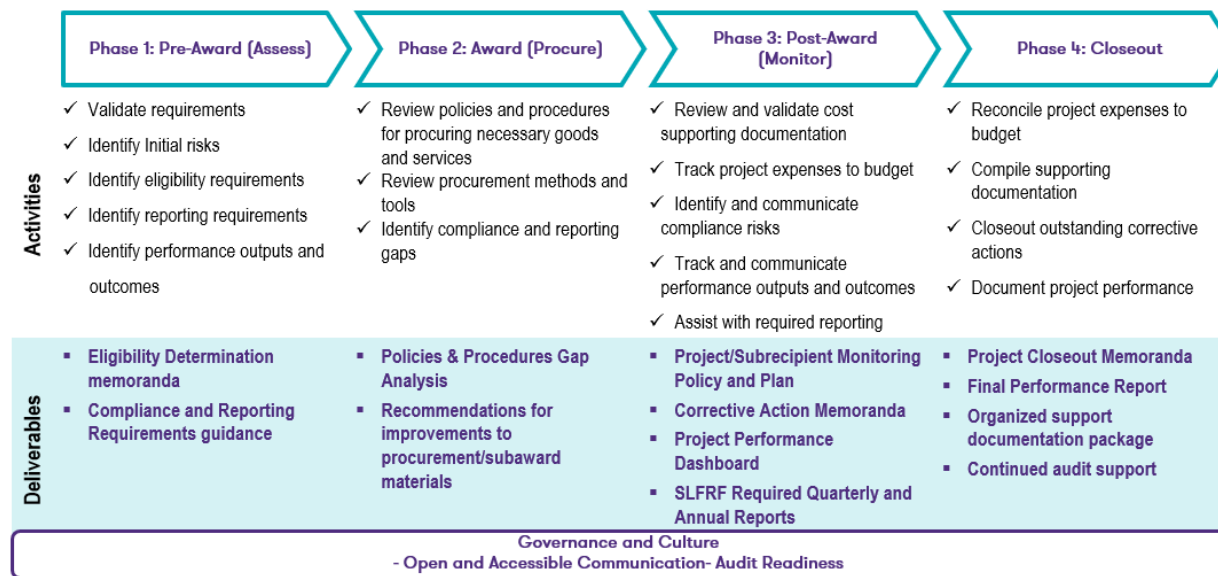 Phase 1: Pre-Award (Assess)
Phase 2: Award (Procure)
Phase 3: Post-Award
(Monitor)
Phase 4: Closeout
Activities
✓ Validate requirements
✓ Identify Initial risks
✓ Identify eligibility requirements
✓ Identify reporting requirements
✓ Identify performance outputs and
outcomes
✓ Review policies and procedures
for procuring necessary goods
and services
✓ Review procurement methods and
tools
✓ Identify compliance and reporting
gaps
✓ Review and validate cost
supporting documentation
✓ Track project expenses to budget
✓ Identify and communicate
compliance risks
✓ Track and communicate
performance outputs and outcomes
✓ Assist with required reporting
✓ Reconcile project expenses to
budget
✓ Compile supporting
documentation
✓ Closeout outstanding corrective
actions
✓ Document project performance
Deliverables
▪ Eligibility Determination
memoranda
▪ Compliance and Reporting
Requirements guidance
▪ Policies & Procedures Gap
Analysis
▪ Recommendations for
improvements to
procurement/subaward
materials
▪ Project/Subrecipient Monitoring
Policy and Plan
▪ Corrective Action Memoranda
▪ Project Performance
Dashboard
▪ SLFRF Required Quarterly and
Annual Reports
▪ Project Closeout Memoranda
▪ Final Performance Report
▪ Organized support
documentation package
▪ Continued audit support
Governance and Culture
- Open and Accessible Communication- Audit Readiness